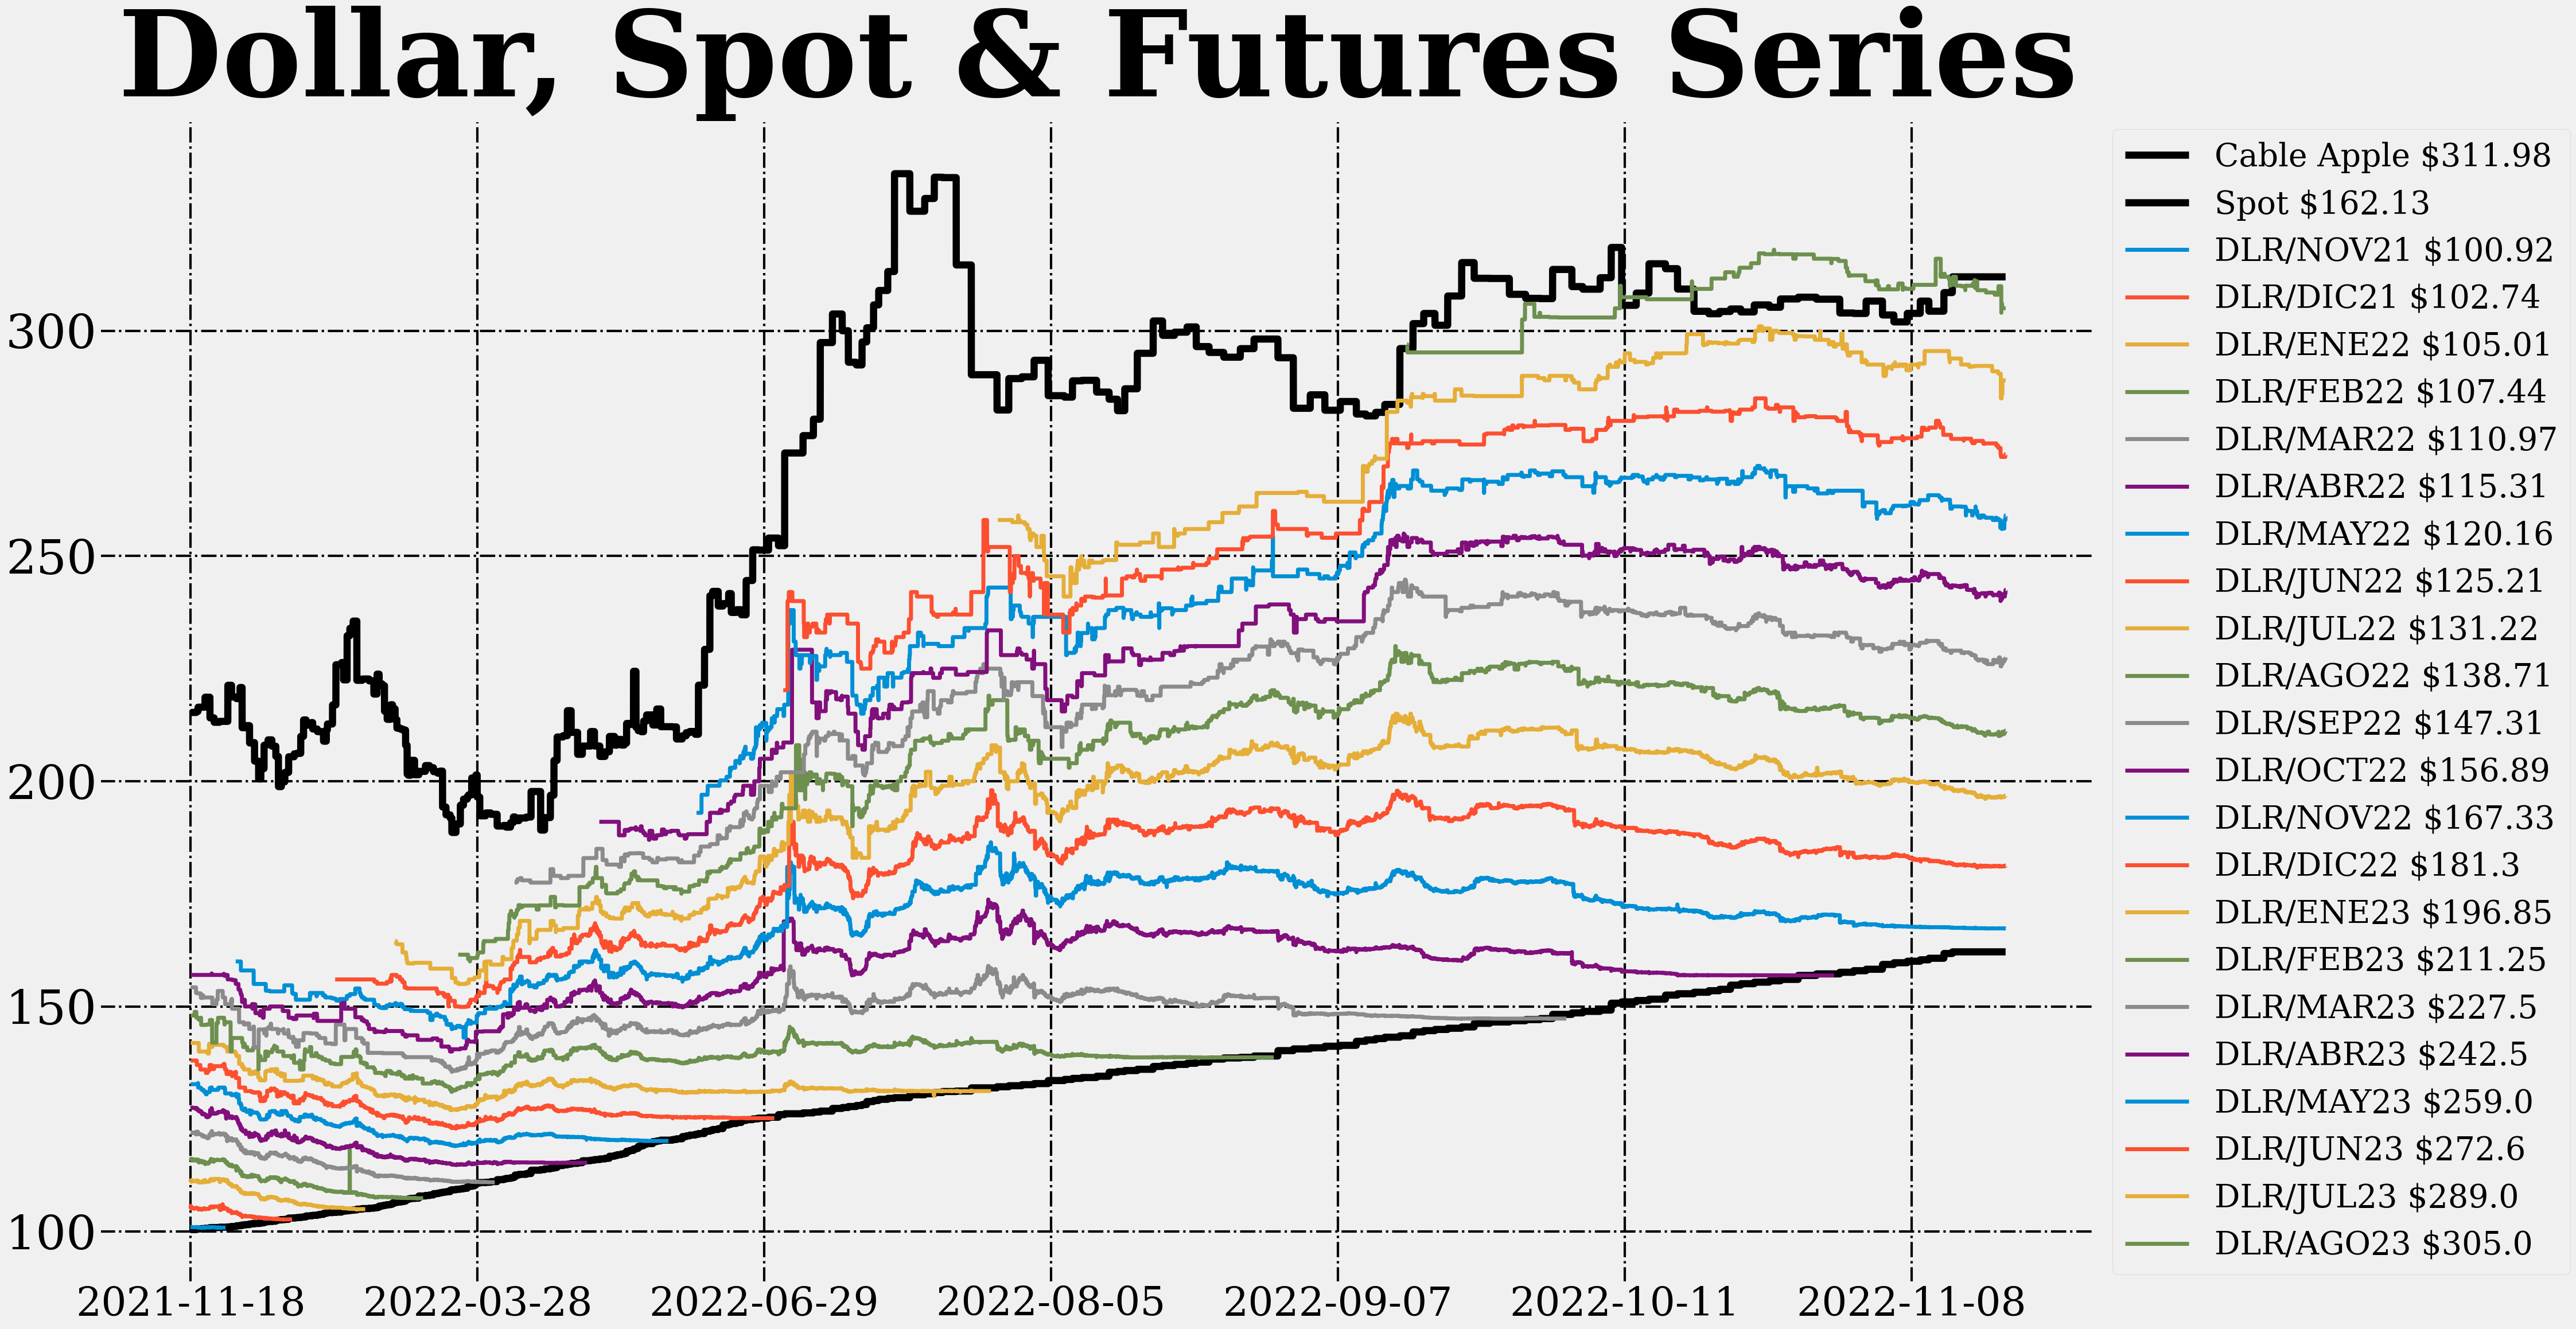 Dollar, Spot & Futures Series
300
250
200
150
100
2021-11-18
2022-03-28
2022-06-29
2022-08-05
2022-09-07
2022-10-11
2022-11-08
Cable Apple $311.98
Spot $162.13
DLR/NOV21 $100.92
DLR/DIC21 $102.74
DLR/ENE22 $105.01
DLR/FEB22 $107.44
DLR/MAR22 $110.97
DLR/ABR22 $115.31
DLR/MAY22 $120.16
DLR/JUN22 $125.21
DLR/JUL22 $131.22
DLR/AGO22 $138.71
DLR/SEP22 $147.31
DLR/OCT22 $156.89
DLR/NOV22 $167.33
DLR/DIC22 $181.3
DLR/ENE23 $196.85
DLR/FEB23 $211.25
DLR/MAR23 $227.5
DLR/ABR23 $242.5
DLR/MAY23 $259.0
DLR/JUN23 $272.6
DLR/JUL23 $289.0
DLR/AGO23 $305.0